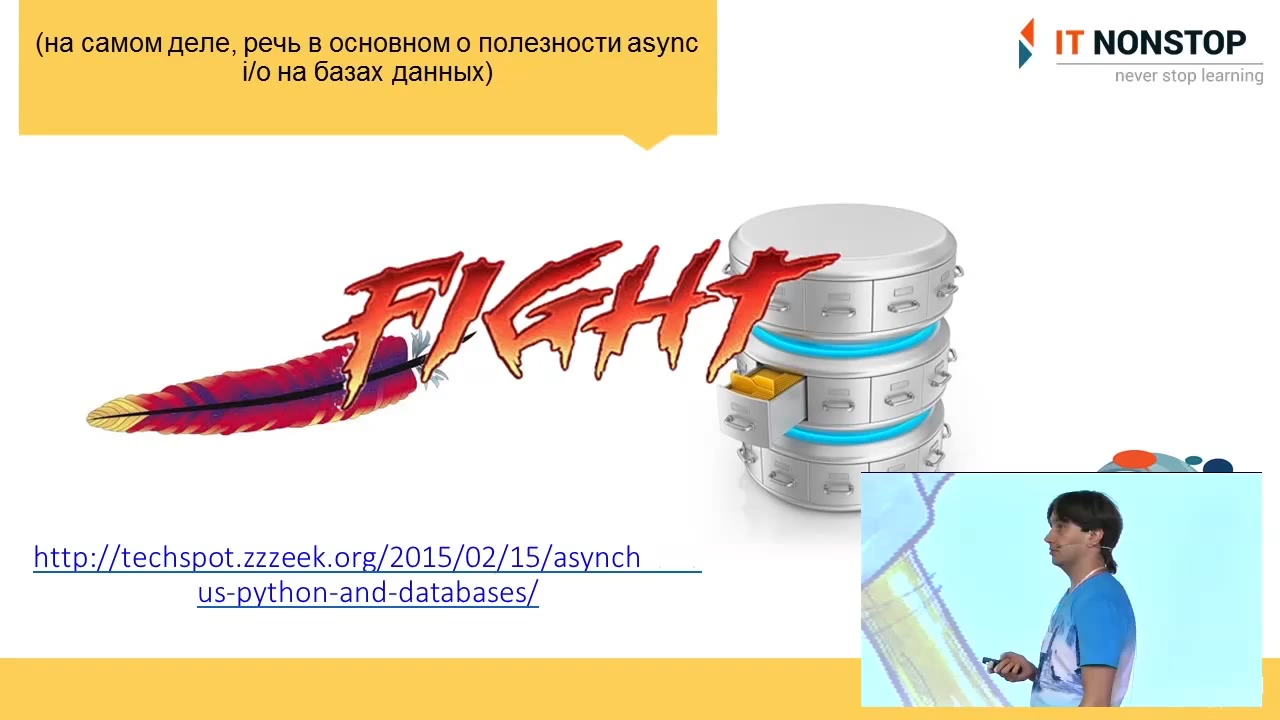 (на самом деле, речь в основном о полезности async
i/o на базах данных)
IT NONSTOP
never stop learning
FIGHT
http://techspot.zzzeek.org/2015/02/15/asynch
us-python-and-databases/